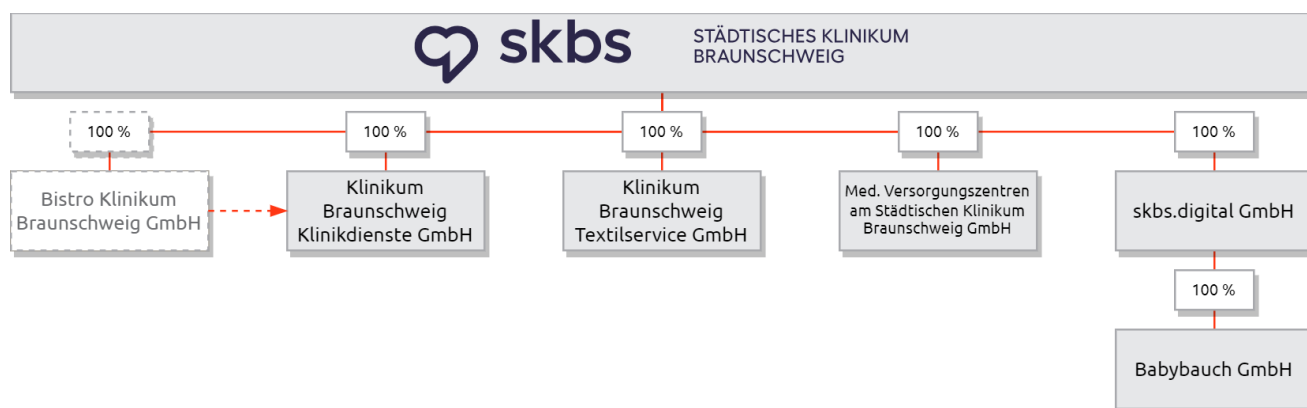 skbs
STÄDTISCHES KLINIKUM
BRAUNSCHWEIG
100 %
100 %
100 %
100 %
100 %
Bistro Klinikum
Braunschweig GmbH
Klinikum
Braunschweig
Klinikdienste GmbH
Klinikum
Braunschweig
Textilservice GmbH
Med. Versorgungszentren
am Städtischen Klinikum
Braunschweig GmbH
skbs.digital GmbH
100 %
Babybauch GmbH